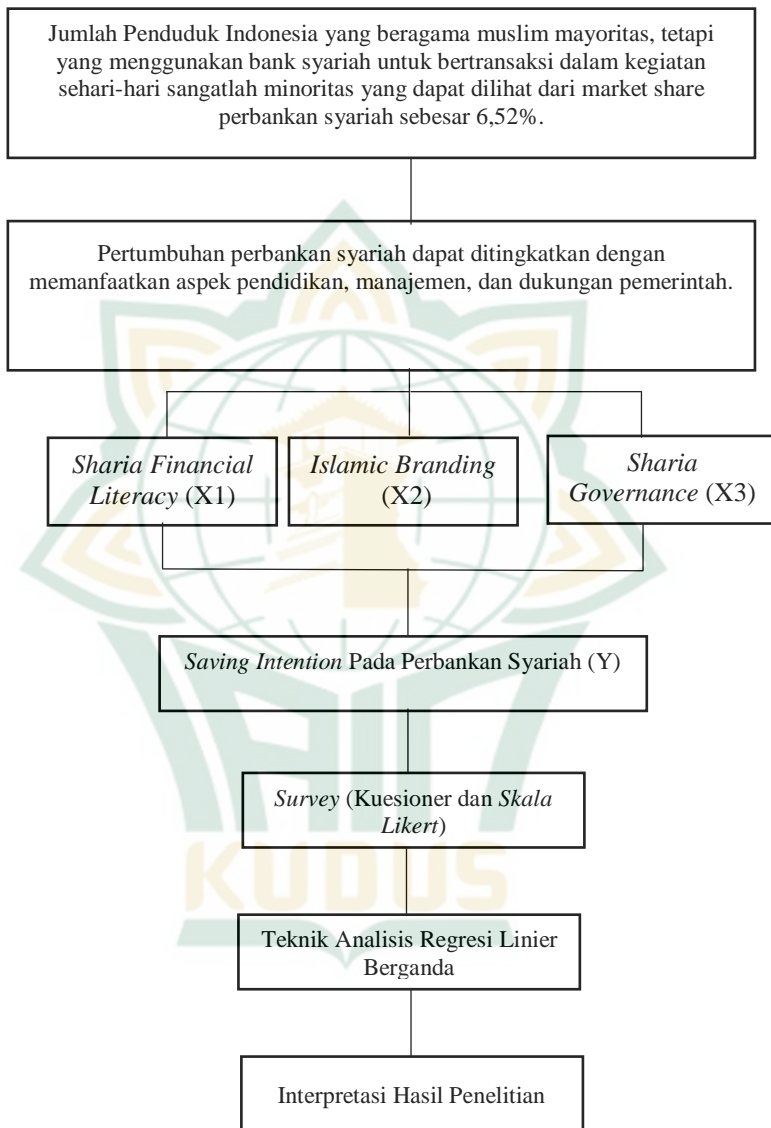 Jumlah Penduduk Indonesia yang beragama muslim mayoritas, tetapi
yang menggunakan bank syariah untuk bertransaksi dalam kegiatan
sehari-hari sangatlah minoritas yang dapat dilihat dari market share
perbankan syariah sebesar 6,52%.
Pertumbuhan perbankan syariah dapat ditingkatkan dengan
memanfaatkan aspek pendidikan, manajemen, dan dukungan pemerintah.
Sharia Financial
Literacy (X1)
Islamic Branding
(X2)
Sharia
Governance (X3)
Saving Intention Pada Perbankan Syariah (Y)
Survey (Kuesioner dan Skala
Likert)
Teknik Analisis Regresi Linier
Berganda
Interpretasi Hasil Penelitian
IAIN
KUDUS